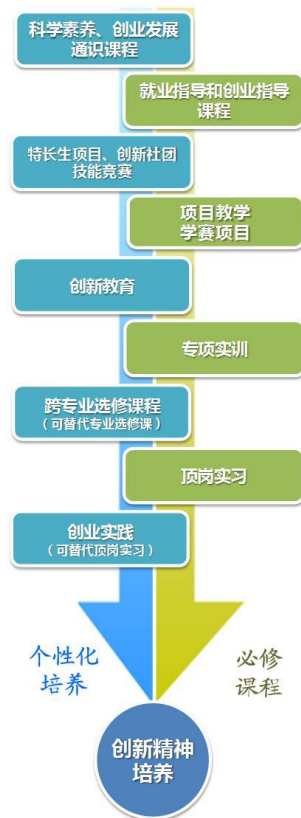 科学素养、创业发展
通识课程
就业指导和创业指导
课程
特长生项目、创新社团
技能竞赛
项目教学
学赛项目
创新教育
专项实训
跨专业选修课程
（可替代专业选修课）
顶岗实习
创业实践
（可替代顶岗实习）
个性化
培养
必修
课程
创新精神
培养